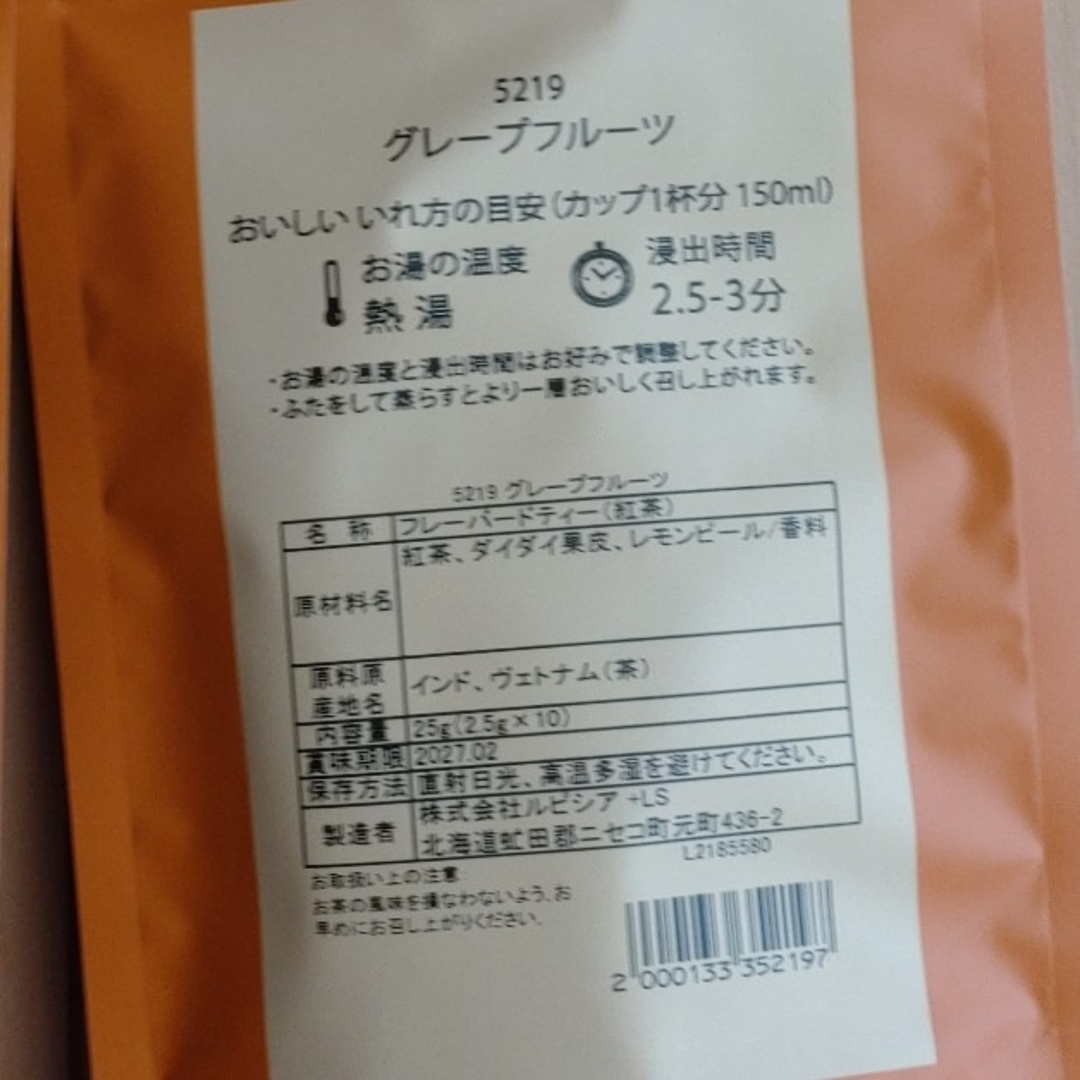 5219
グレープフルーツ
おいしい いれ方の目安(カップ1杯分 150ml)
お湯の温度
熱湯
浸出時間
2.5-3分
・お湯の温度と浸出時間はお好みで調整してください。
・ふたをして蒸らすとより一層おいしく召し上がれます。
5219 グレープフルーツ
名 称 フレーバードティー(紅茶)
原材料名 紅茶、ダイダイ果皮、レモンピール/香料
原料原産地名 インド、ヴェトナム(茶)
内容量 25g(2.5g×10)
賞味期限 2027.02
保存方法 直射日光、高温多湿を避けてください。
製造者 株式会社ルピシア +LS
北海道虻田郡ニセコ町元町436-2
L2185580
お取扱い上の注意:
お茶の風味を損なわないよう、お
早めにお召し上がりください。
2 000133 352197